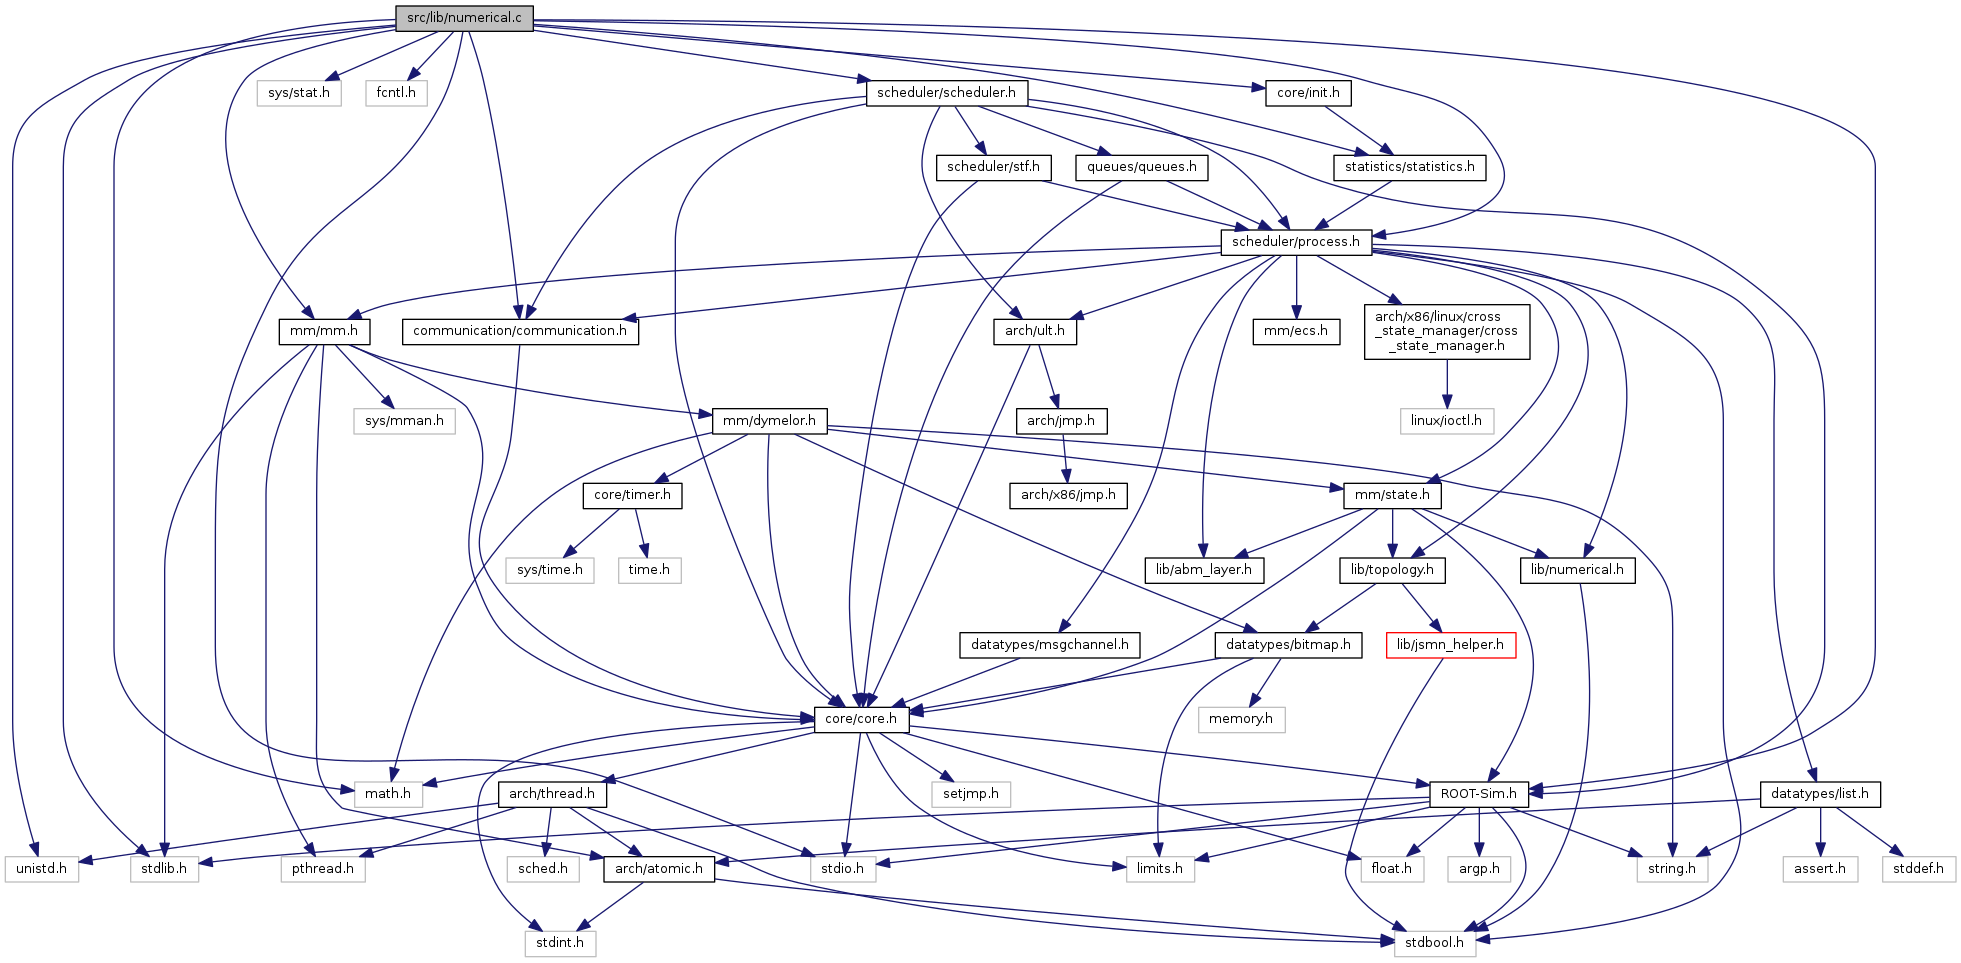 src/lib/numerical.c
sys/stat.h
fcntl.h
scheduler/scheduler.h
core/init.h
scheduler/stf.h
queues/queues.h
statistics/statistics.h
scheduler/process.h
mm/mm.h
communication/communication.h
arch/ult.h
mm/ecs.h
arch/x86/linux/cross
_state_manager/cross
_state_manager.h
sys/mman.h
mm/dymelor.h
arch/jmp.h
linux/ioctl.h
core/timer.h
arch/x86/jmp.h
mm/state.h
sys/time.h
time.h
lib/abm_layer.h
lib/topology.h
lib/numerical.h
datatypes/msgchannel.h
datatypes/bitmap.h
lib/jsmn_helper.h
core/core.h
memory.h
math.h
arch/thread.h
setjmp.h
ROOT-Sim.h
datatypes/list.h
unistd.h
stdlib.h
pthread.h
sched.h
arch/atomic.h
stdio.h
limits.h
float.h
argp.h
string.h
assert.h
stddef.h
stdint.h
stdbool.h